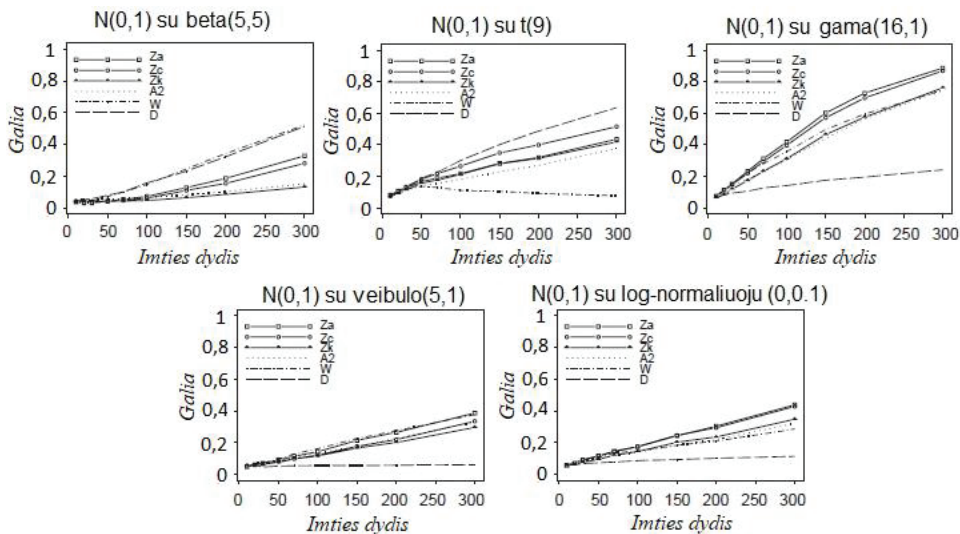 N(0,1) su beta(5,5)
Galia
1
0,8
0,6
0,4
0,2
0
Za
Zc
Zk
A2
W
D
0 50 100 150 200 250 300
Imties dydis
N(0,1) su t(9)
Galia
1
0,8
0,6
0,4
0,2
0
Za
Zc
Zk
A2
W
D
0 50 100 150 200 250 300
Imties dydis
N(0,1) su gama(16,1)
Galia
1
0,8
0,6
0,4
0,2
0
Za
Zc
Zk
A2
W
D
0 50 100 150 200 250 300
Imties dydis
N(0,1) su veibulo(5,1)
Galia
1
0,8
0,6
0,4
0,2
0
Za
Zc
Zk
A2
W
D
0 50 100 150 200 250 300
Imties dydis
N(0,1) su log-normaliuoju (0,0.1)
Galia
1
0,8
0,6
0,4
0,2
0
Za
Zc
Zk
A2
W
D
0 50 100 150 200 250 300
Imties dydis